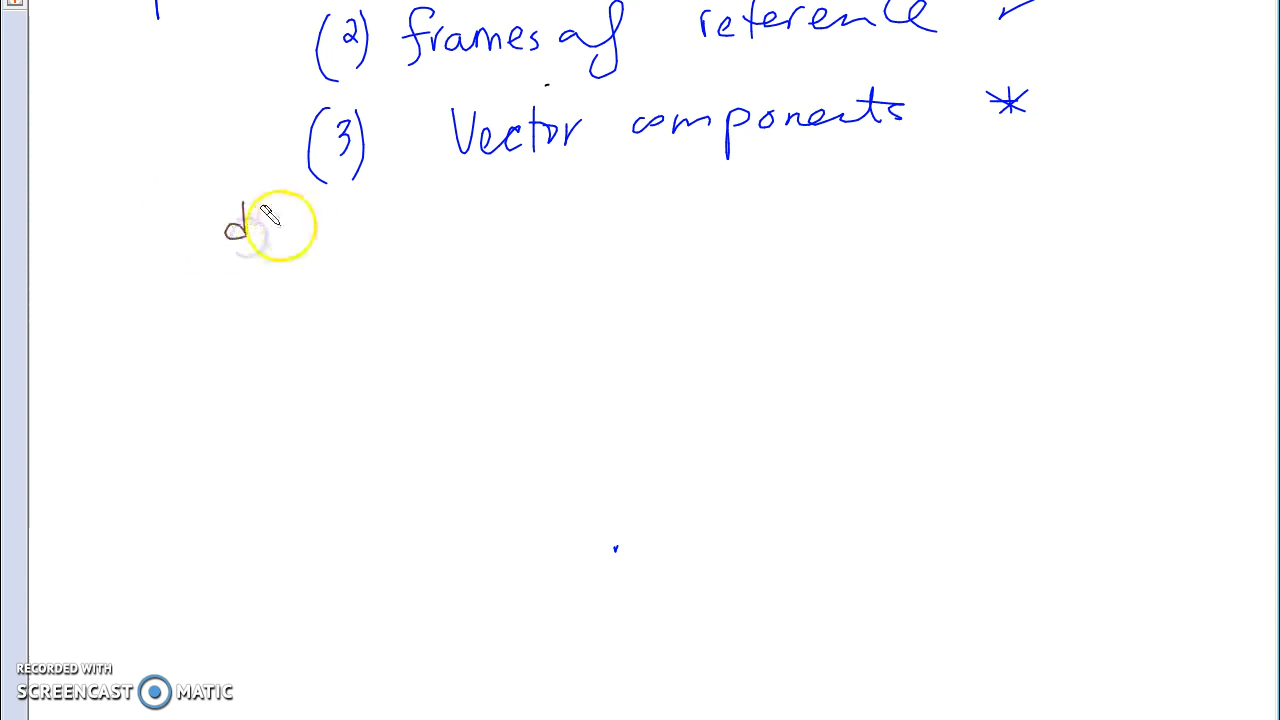 (2) frames of reference ✓
(3) Vector components *
d
RECORDED WITH
SCREENCAST MATIC